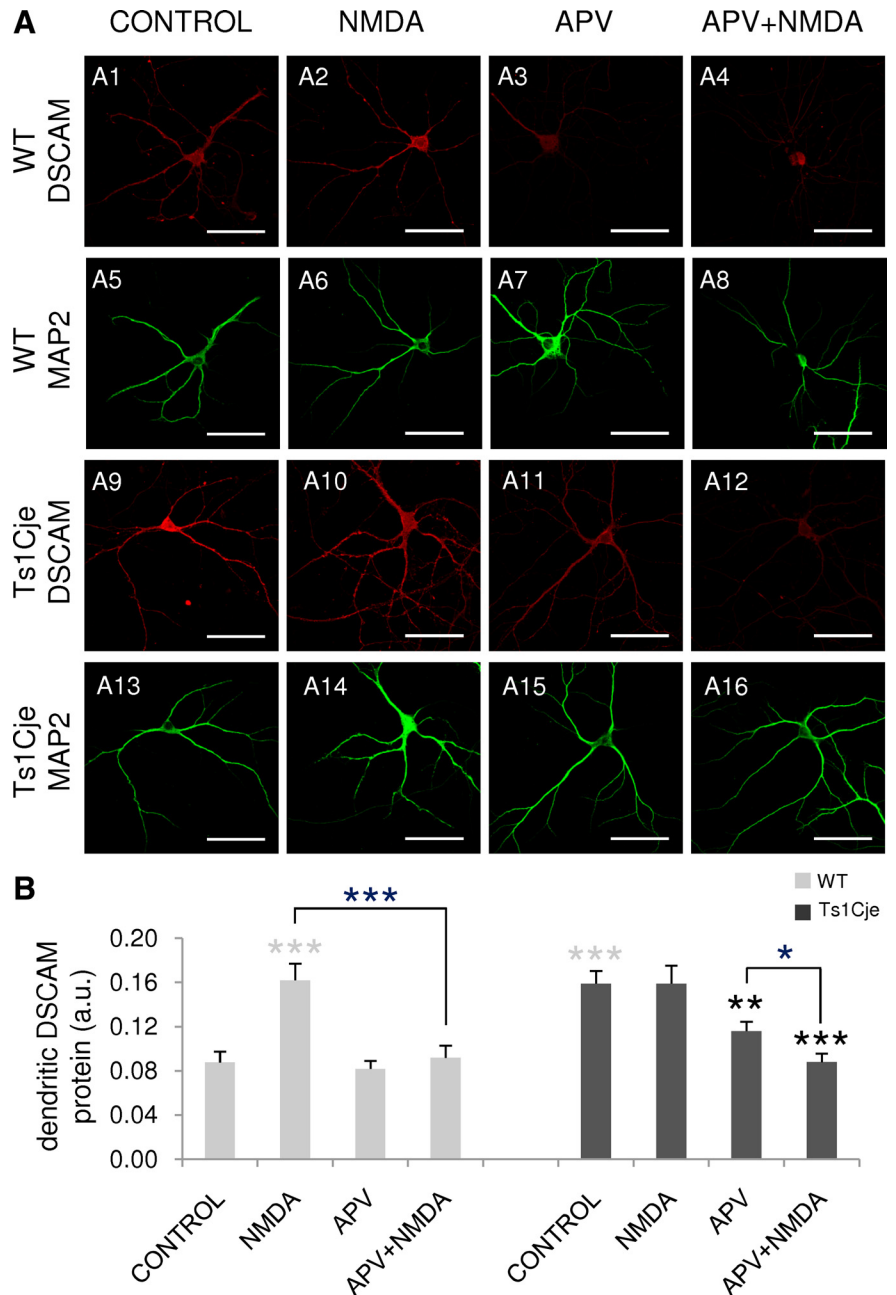 A
CONTROL NMDA APV APV+NMDA
WT
DSCAM
A1 A2 A3 A4
WT
MAP2
A5 A6 A7 A8
Ts1Cje
DSCAM
A9 A10 A11 A12
Ts1Cje
MAP2
A13 A14 A15 A16
B
WT
Ts1Cje
***
*** *** * ** ***
dendritic DSCAM
protein (a.u.)
0.20
0.16
0.12
0.08
0.04
0.00
CONTROL NMDA APV APV+NMDA CONTROL NMDA APV APV+NMDA